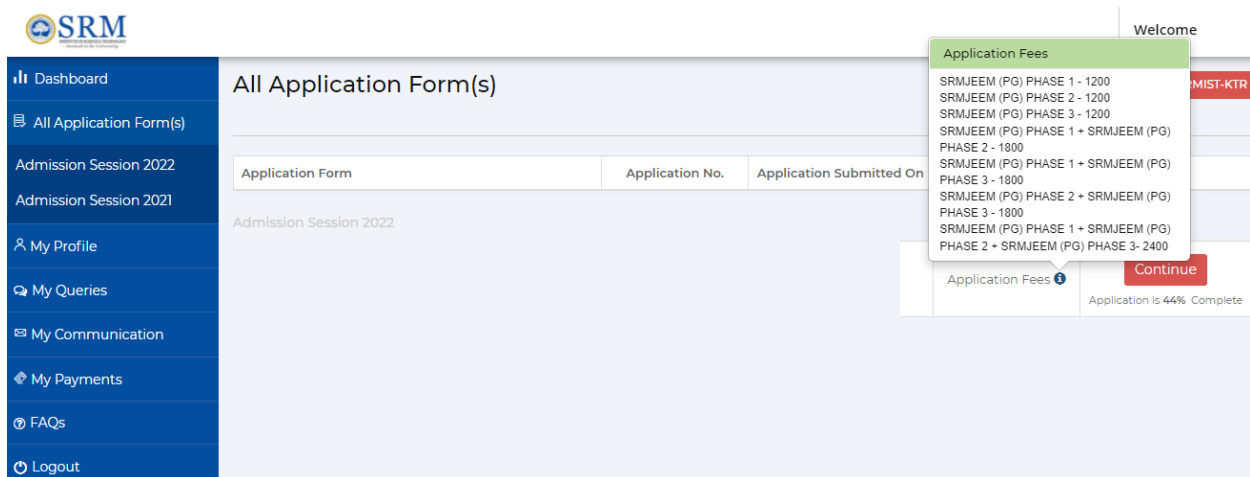 SRM
Welcome
Application Fees
Dashboard
All Application Form(s)
SRMJEEM (PG) PHASE 1 - 1200
SRMJEEM (PG) PHASE 2 - 1200
SRMJEEM (PG) PHASE 3 - 1200
SRMJEEM (PG) PHASE 1 + SRMJEEM (PG)
PHASE 2 - 1800
SRMJEEM (PG) PHASE 1 + SRMJEEM (PG)
PHASE 3 - 1800
SRMJEEM (PG) PHASE 2 + SRMJEEM (PG)
PHASE 3 - 1800
SRMJEEM (PG) PHASE 1 + SRMJEEM (PG)
PHASE 2 + SRMJEEM (PG) PHASE 3- 2400
MIST-KTR
All Application Form(s)
Admission Session 2022
Admission Session 2021
Application Form
Application No.
Application Submitted On
Admission Session 2022
My Profile
Application Fees
Continue
Application is 44% Complete
My Queries
My Communication
My Payments
FAQs
Logout